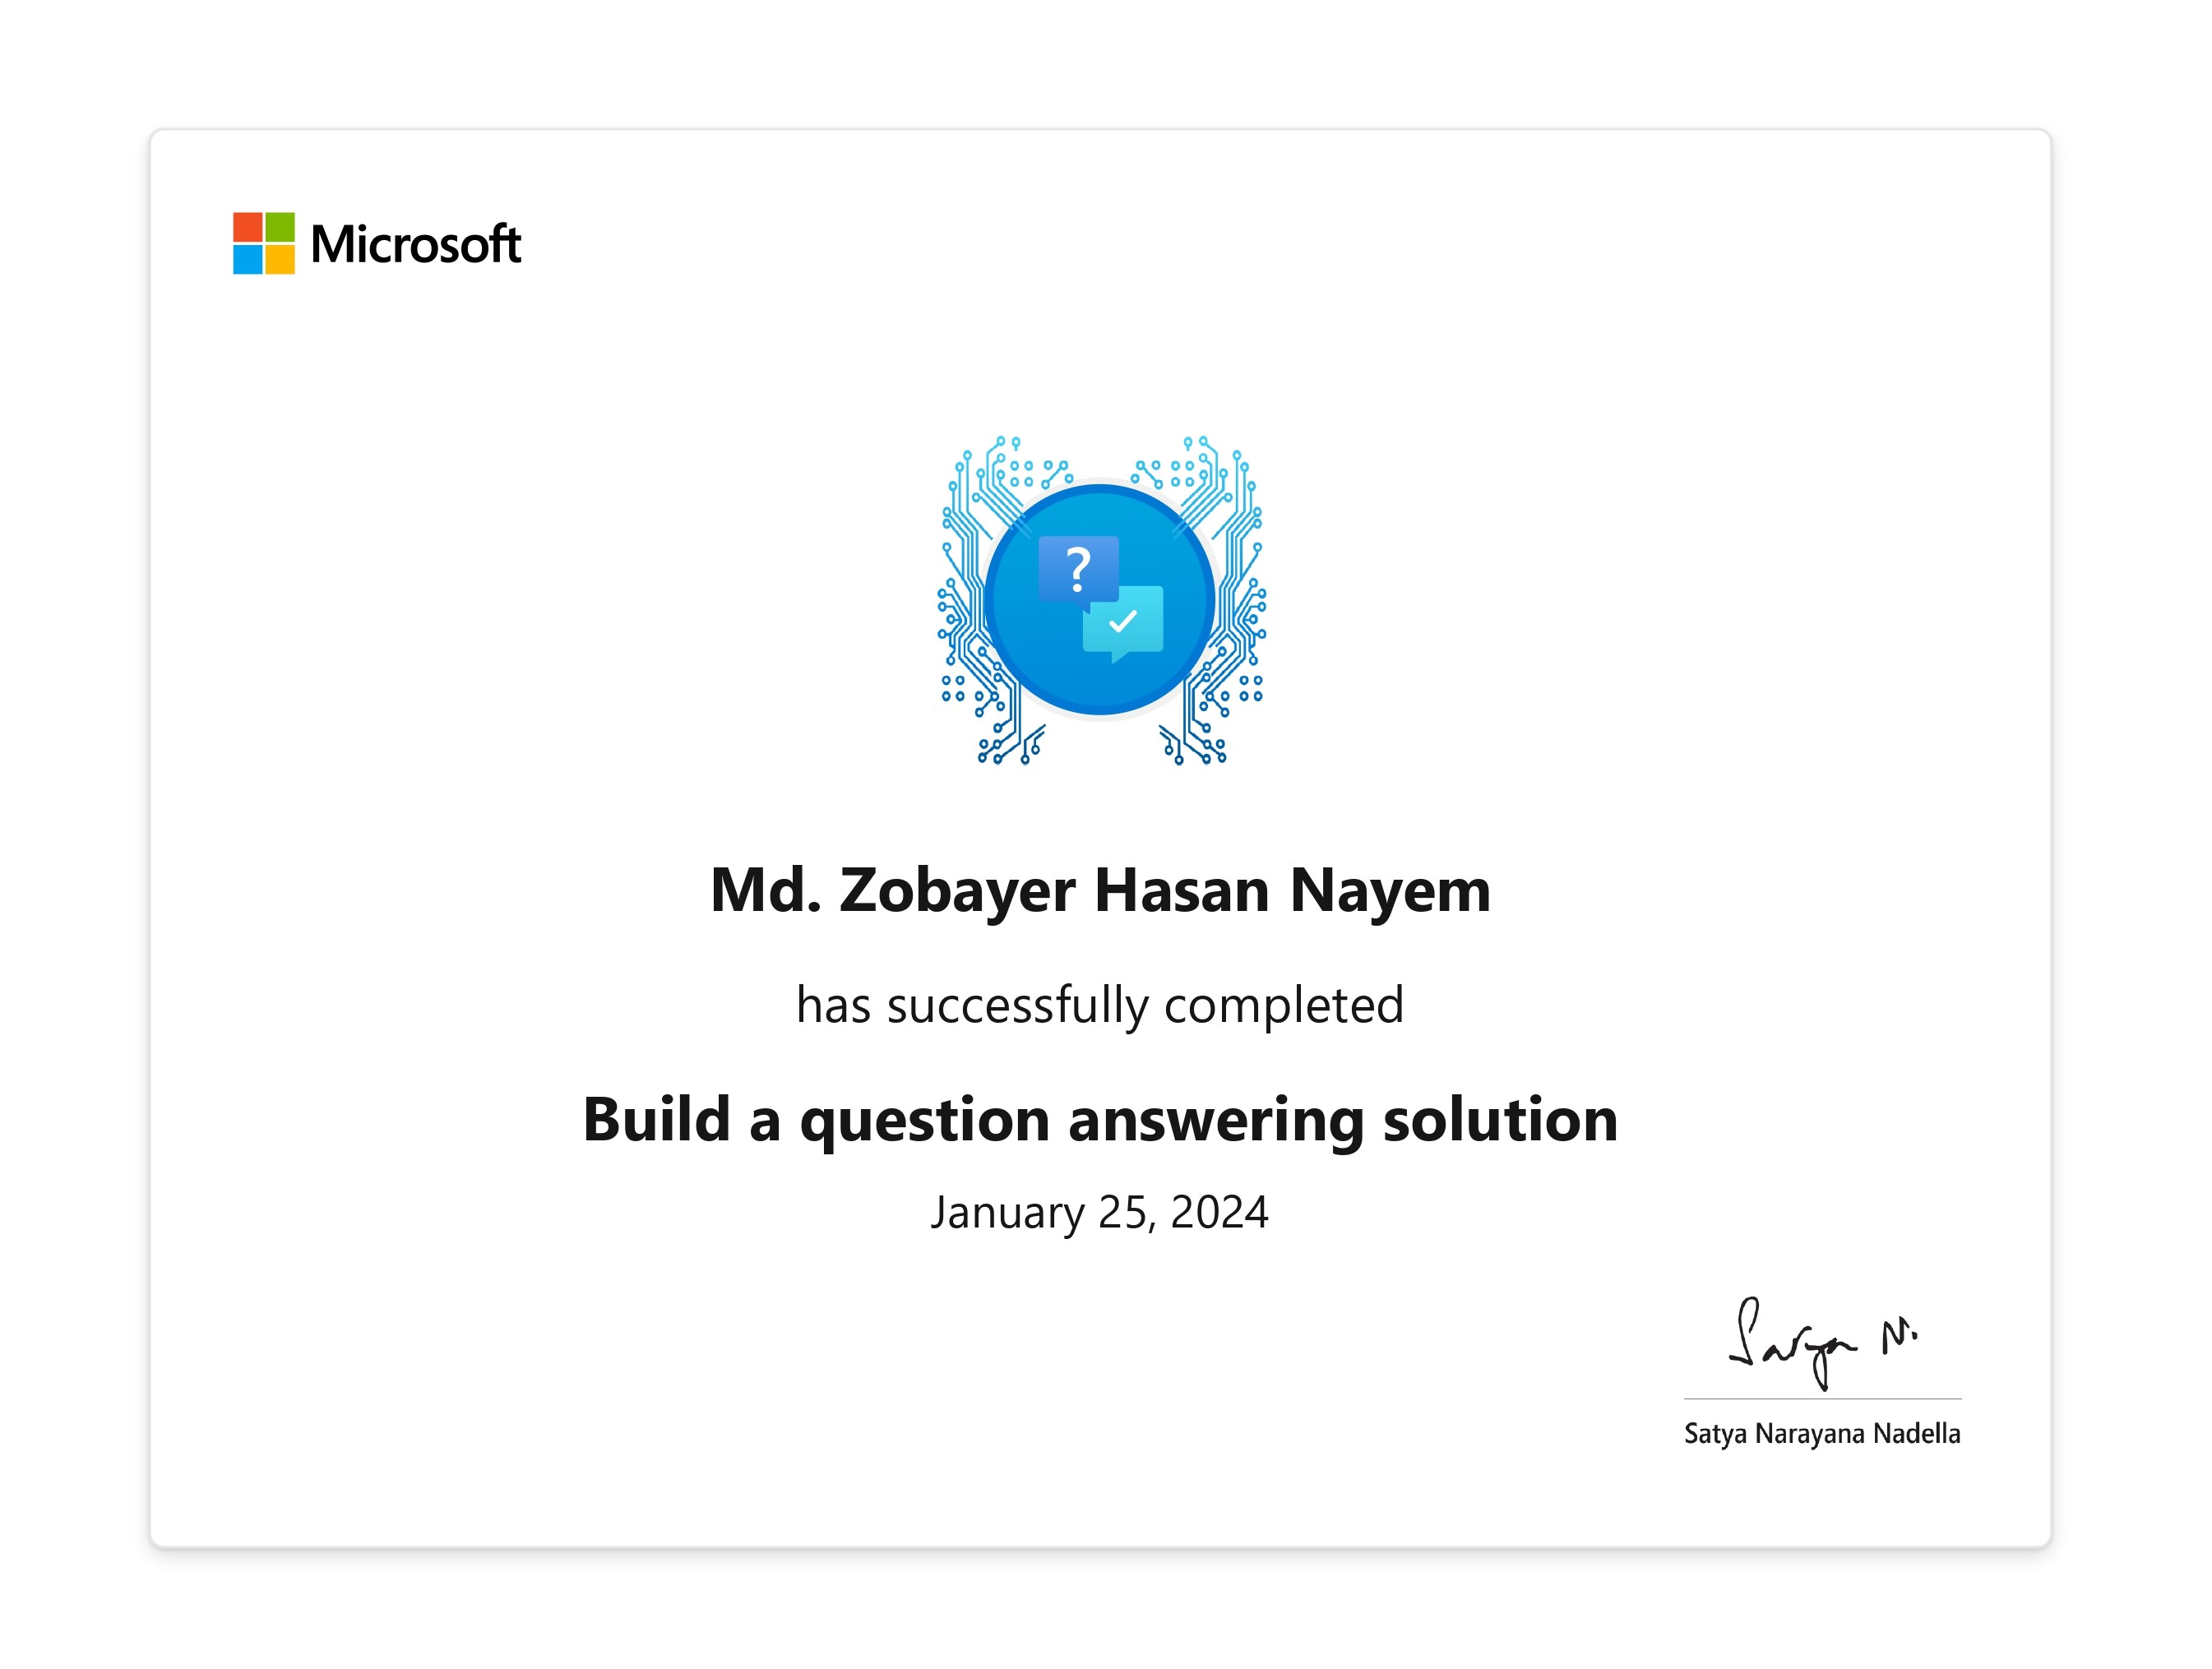 Microsoft
?
Md. Zobayer Hasan Nayem
has successfully completed
Build a question answering solution
January 25, 2024
Satya N.
Satya Narayana Nadella